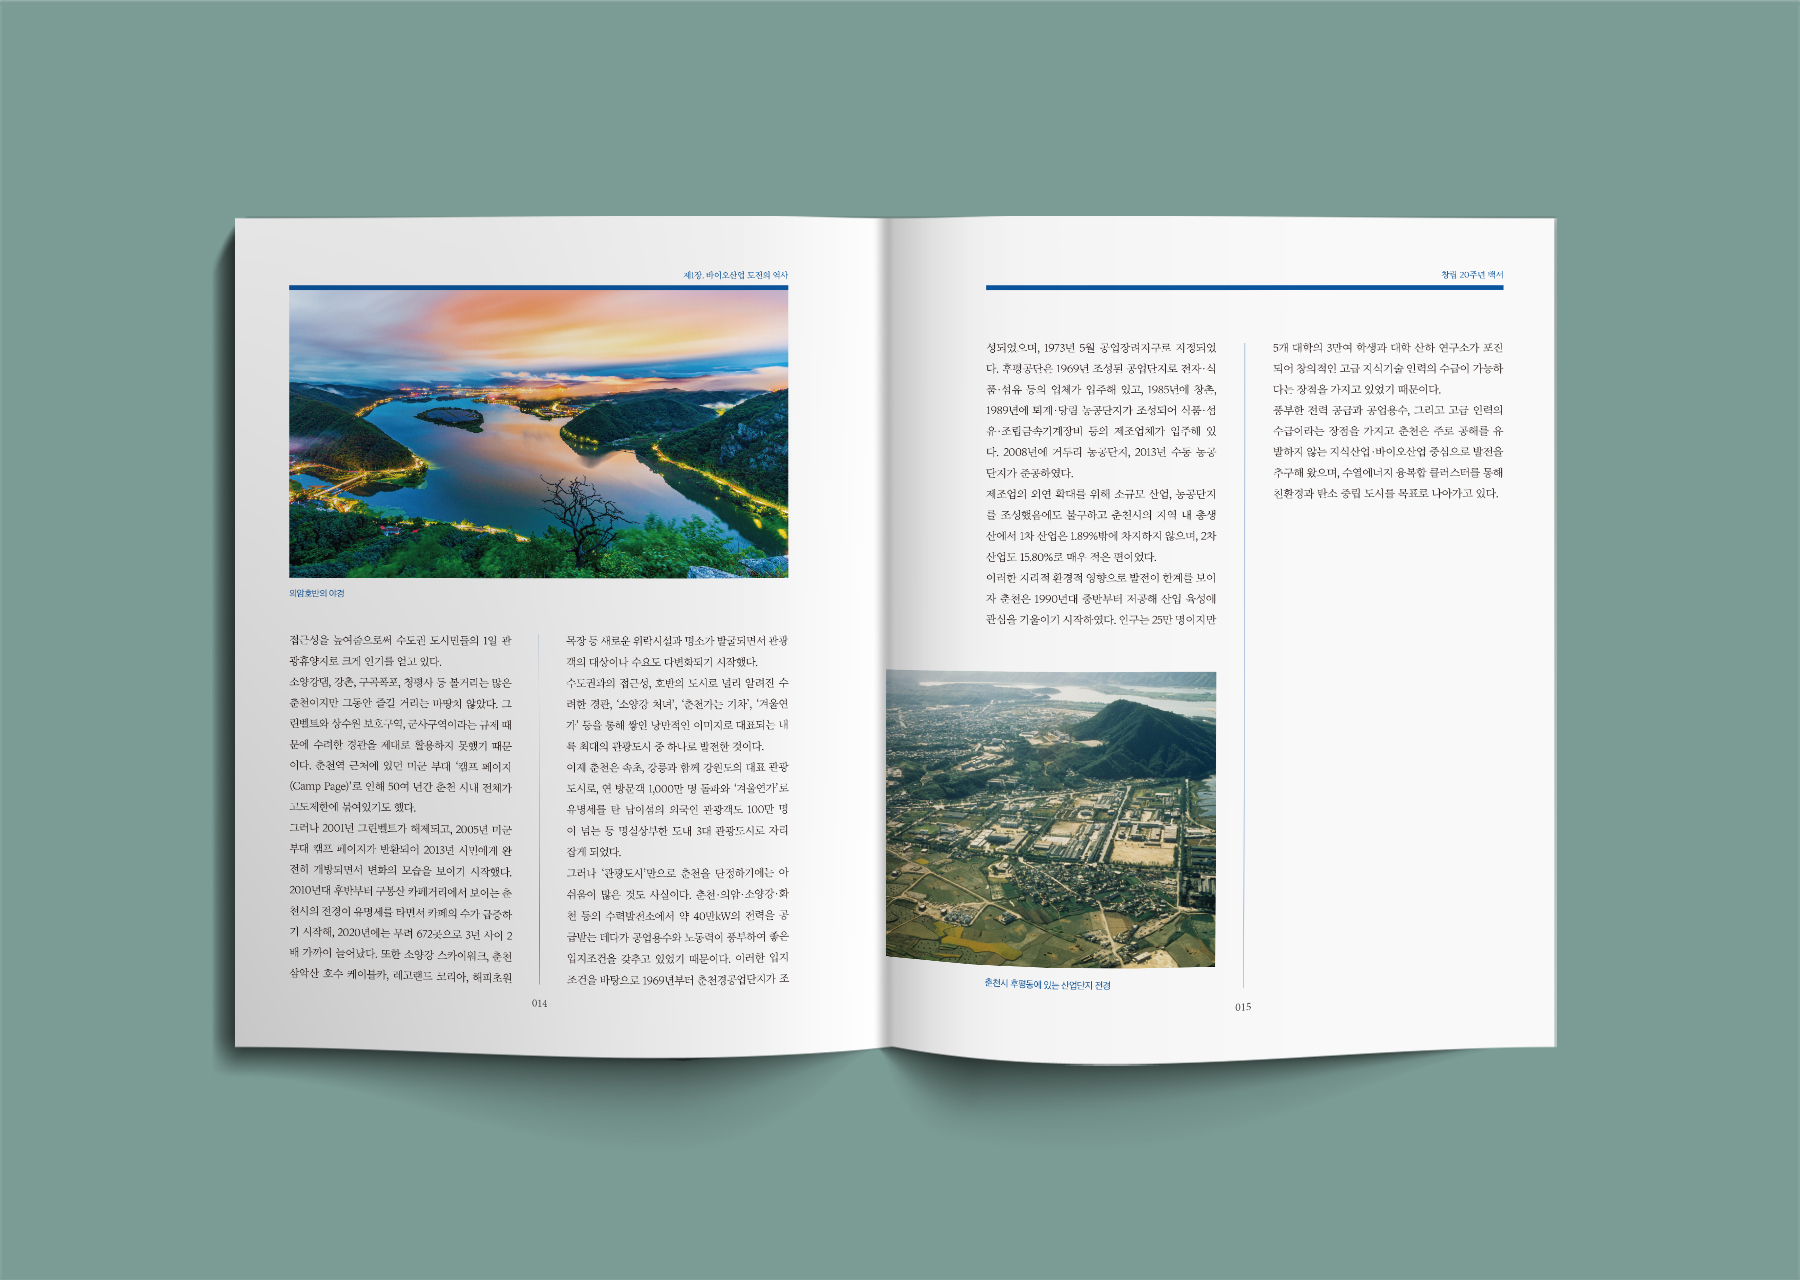 제1장. 바이오산업 도전의 역사
의암호반의 야경
접근성을 높여줌으로써 수도권 도시민들의 1일 관
광휴양지로 크게 인기를 얻고 있다.
소양강댐, 강촌, 구곡폭포, 청평사 등 볼거리는 많은
춘천이지만 그동안 즐길 거리는 마땅치 않았다. 그
린벨트와 상수원 보호구역, 군사구역이라는 규제 때
문에 수려한 경관을 제대로 활용하지 못했기 때문
이다. 춘천역 근처에 있던 미군 부대 ‘캠프 페이지
(Camp Page)’로 인해 50여 년간 춘천 시내 전체가
고도제한에 묶여있기도 했다.
그러나 2001년 그린벨트가 해제되고, 2005년 미군
부대 캠프 페이지가 반환되어 2013년 시민에게 완
전히 개방되면서 변화의 모습을 보이기 시작했다.
2010년대 후반부터 구봉산 카페거리에서 보이는 춘
천시의 전경이 유명세를 타면서 카페의 수가 급증하
기 시작해, 2020년에는 무려 672곳으로 3년 사이 2
배 가까이 늘어났다. 또한 소양강 스카이워크, 춘천
삼악산 호수 케이블카, 레고랜드 코리아, 해피초원
목장 등 새로운 위락시설과 명소가 발굴되면서 관광
객의 대상이나 수요도 다변화되기 시작했다.
수도권과의 접근성, 호반의 도시로 널리 알려진 수
려한 경관, ‘소양강 처녀’, ‘춘천가는 기차’, ‘겨울연
가’ 등을 통해 쌓인 낭만적인 이미지로 대표되는 내
륙 최대의 관광도시 중 하나로 발전한 것이다.
이제 춘천은 속초, 강릉과 함께 강원도의 대표 관광
도시로, 연 방문객 1,000만 명 돌파와 ‘겨울연가’로
유명세를 탄 남이섬의 외국인 관광객도 100만 명
이 넘는 등 명실상부한 도내 3대 관광도시로 자리
잡게 되었다.
그러나 ‘관광도시’만으로 춘천을 단정하기에는 아
쉬움이 많은 것도 사실이다. 춘천·의암·소양강·화
천 등의 수력발전소에서 약 40만kW의 전력을 공
급받는 데다가 공업용수와 노동력이 풍부하여 좋은
입지조건을 갖추고 있었기 때문이다. 이러한 입지
조건을 바탕으로 1969년부터 춘천경공업단지가 조
014
창립 20주년 백서
성되었으며, 1973년 5월 공업장려지구로 지정되었
다. 후평공단은 1969년 조성된 공업단지로 전자·식
품·섬유 등의 업체가 입주해 있고, 1985년에 창촌,
1989년에 퇴계·당림 농공단지가 조성되어 식품·섬
유·조립금속기계장비 등의 제조업체가 입주해 있
다. 2008년에 거두리 농공단지, 2013년 수동 농공
단지가 준공하였다.
제조업의 외연 확대를 위해 소규모 산업, 농공단지
를 조성했음에도 불구하고 춘천시의 지역 내 총생
산에서 1차 산업은 1.89%밖에 차지하지 않으며, 2차
산업도 15.80%로 매우 적은 편이었다.
이러한 지리적 환경적 영향으로 발전이 한계를 보이
자 춘천은 1990년대 중반부터 저공해 산업 육성에
관심을 기울이기 시작하였다. 인구는 25만 명이지만
춘천시 후평동에 있는 산업단지 전경
5개 대학의 3만여 학생과 대학 산하 연구소가 포진
되어 창의적인 고급 지식기술 인력의 수급이 가능하
다는 장점을 가지고 있었기 때문이다.
풍부한 전력 공급과 공업용수, 그리고 고급 인력의
수급이라는 장점을 가지고 춘천은 주로 공해를 유
발하지 않는 지식산업·바이오산업 중심으로 발전을
추구해 왔으며, 수열에너지 융복합 클러스터를 통해
친환경과 탄소 중립 도시를 목표로 나아가고 있다.
015